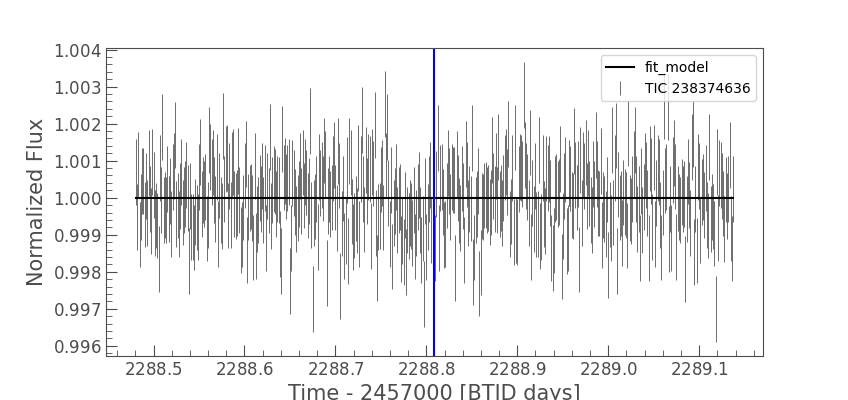 1.004
1.003
1.002
1.001
1.000
0.999
0.998
0.997
0.996
Normalized Flux
fit_model
TIC 238374636
2288.5 2288.6 2288.7 2288.8 2288.9 2289.0 2289.1
Time - 2457000 [BTJD days]